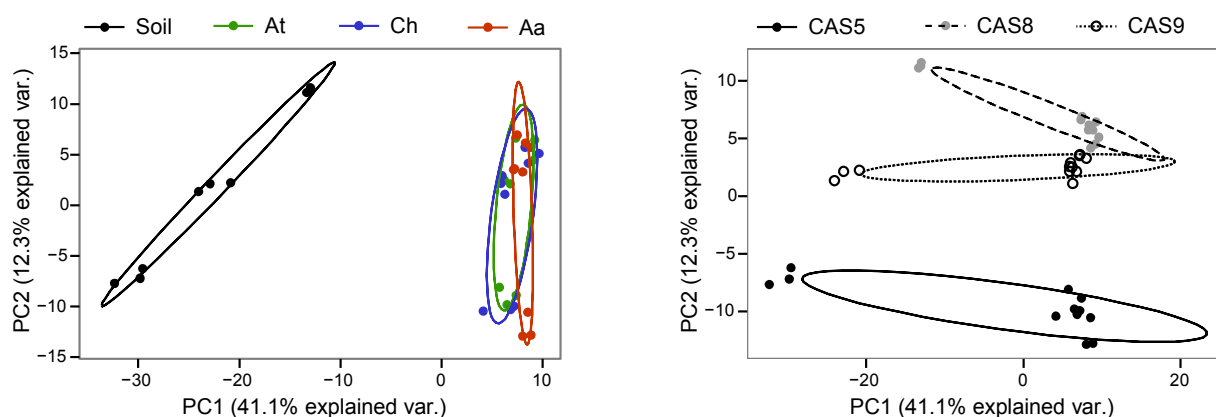 Soil At Ch Aa
15
10
5
0
−5
−10
−15
PC2 (12.3% explained var.)
−30 −20 −10 0 10
PC1 (41.1% explained var.)
CAS5 CAS8 CAS9
10
5
0
−5
−10
PC2 (12.3% explained var.)
−20 0 20
PC1 (41.1% explained var.)